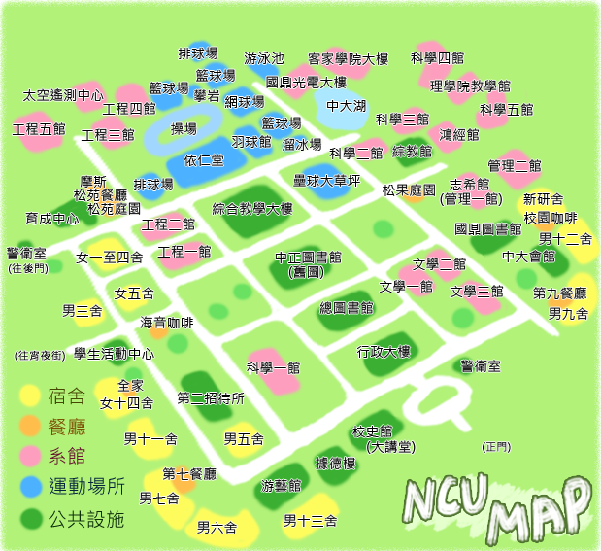 排球場
游泳池
客家學院大樓
科學四館
籃球場
國鼎光電大樓
理學院教學館
太空遙測中心
籃球場
攀岩
網球場
中大湖
工程四館
科學五館
工程五館
工程三館
操場
籃球場
科學三館
鴻經館
羽球館
溜冰場
科學二館
綜教館
依仁堂
管理二館
摩斯
松苑餐廳
松苑庭園
排球場
壘球大草坪
松果庭園
志希館
(管理一館)
新研舍
育成中心
綜合教學大樓
校園咖啡
工程二館
國鼎圖書館
男十二舍
警衛室
(往後門)
女一至四舍
工程一館
中正圖書館
(舊圖)
文學二館
中大會館
女五舍
文學一館
文學三館
第九餐廳
男三舍
總圖書館
男九舍
海音咖啡
(往宵夜街)
學生活動中心
行政大樓
科學一館
警衛室
全家
女十四舍
第二招待所
宿舍
餐廳
系館
運動場所
公共設施
男十一舍
男五舍
校史館
(大講堂)
(正門)
第七餐廳
據德樓
男七舍
游藝館
男六舍
男十三舍
NCU
MAP